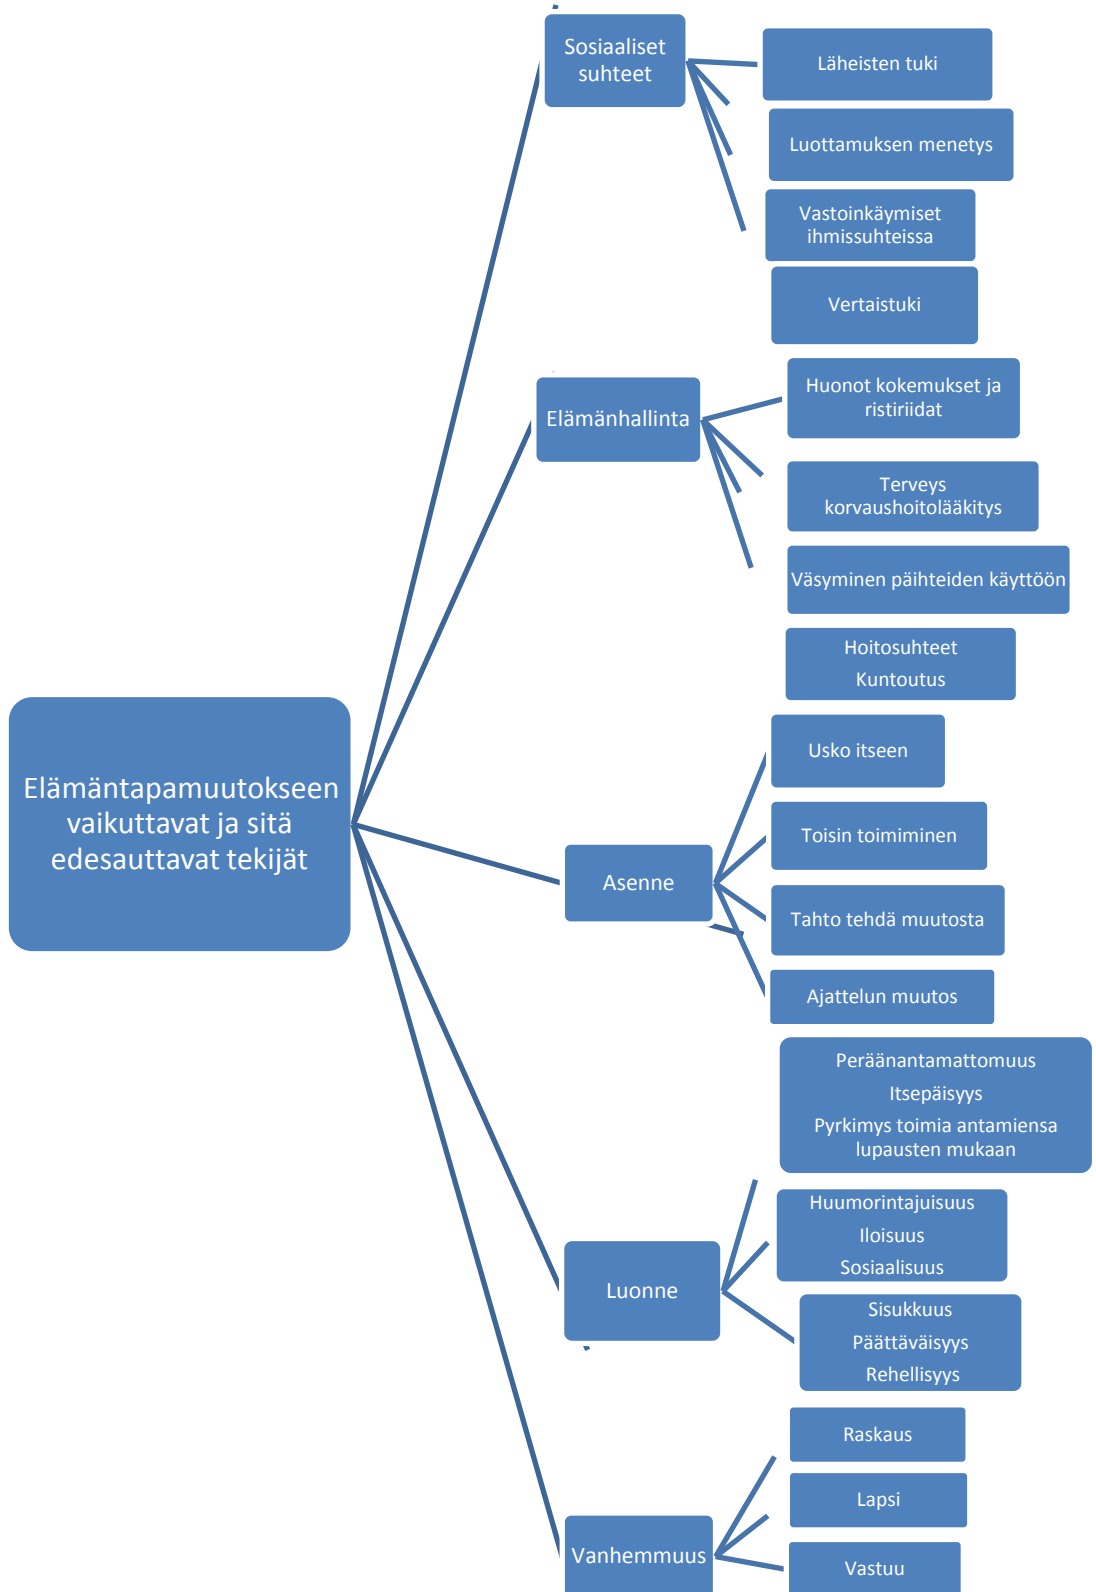 Sosiaaliset
suhteet
Läheisten tuki
Luottamuksen menetys
Vastoinkäymiset
ihmissuhteissa
Vertaistuki
Elämänhallinta
Huonot kokemukset ja
ristiriidat
Terveys
korvaushoitolääkitys
Väsyminen päihteiden käyttöön
Hoitosuhteet
Kuntoutus
Elämäntapamuutokseen
vaikuttavat ja sitä
edesauttavat tekijät
Asenne
Usko itseen
Toisin toimiminen
Tahto tehdä muutosta
Ajattelun muutos
Luonne
Peräänantamattomuus
Itsepäisyys
Pyrkimys toimia antamiensa
lupausten mukaan
Huumorintajuisuus
Iloisuus
Sosiaalisuus
Sisukkuus
Päättäväisyys
Rehellisyys
Vanhemmuus
Raskaus
Lapsi
Vastuu